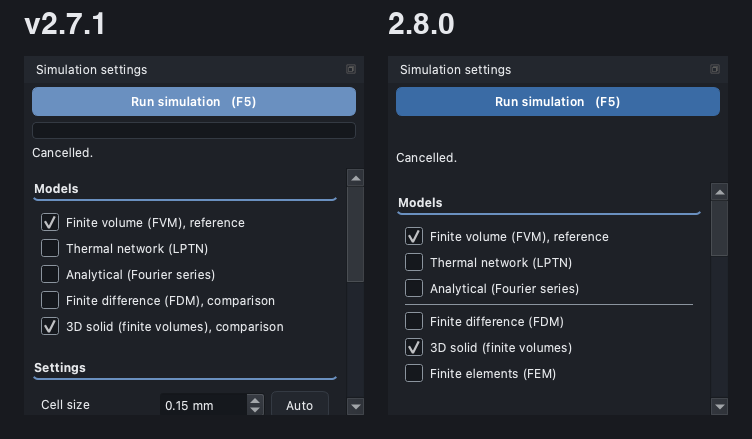 v2.7.1
Simulation settings
Run simulation (F5)
Cancelled.
Models
Finite volume (FVM), reference
Thermal network (LPTN)
Analytical (Fourier series)
Finite difference (FDM), comparison
3D solid (finite volumes), comparison
Settings
Cell size
0.15 mm
Auto
2.8.0
Simulation settings
Run simulation (F5)
Cancelled.
Models
Finite volume (FVM), reference
Thermal network (LPTN)
Analytical (Fourier series)
Finite difference (FDM)
3D solid (finite volumes)
Finite elements (FEM)